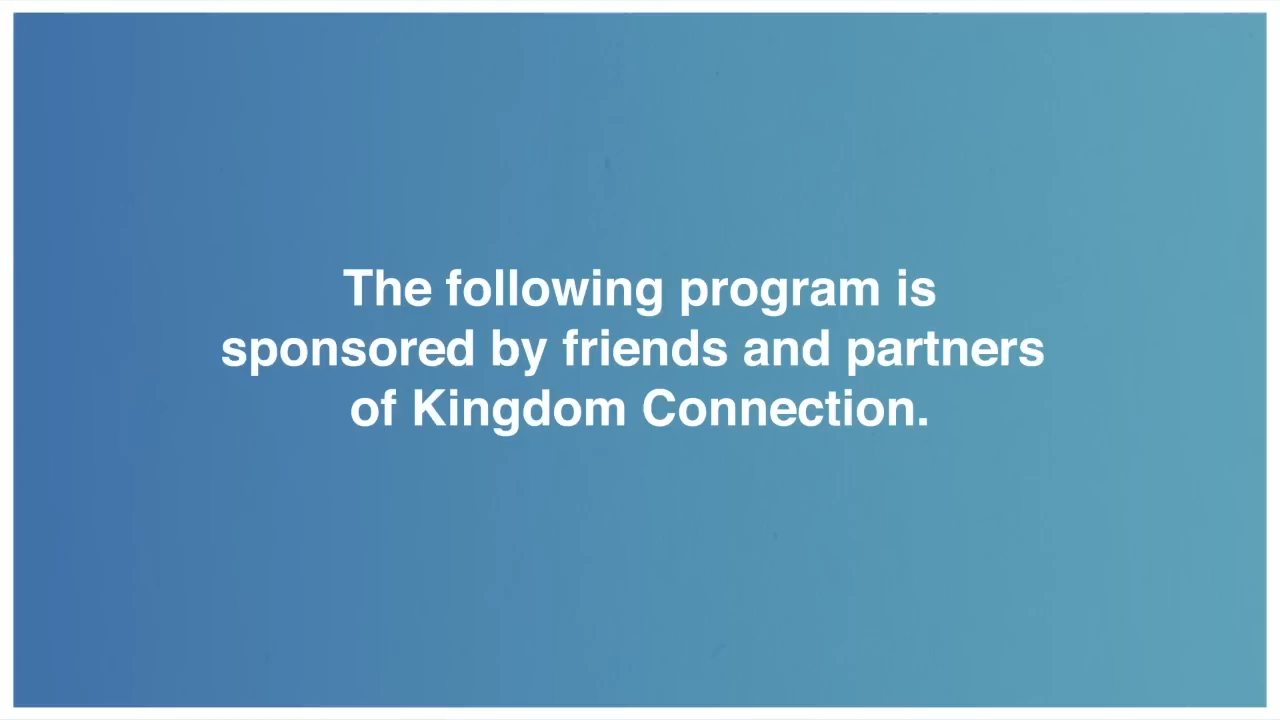 The following program is
sponsored by friends and partners
of Kingdom Connection.